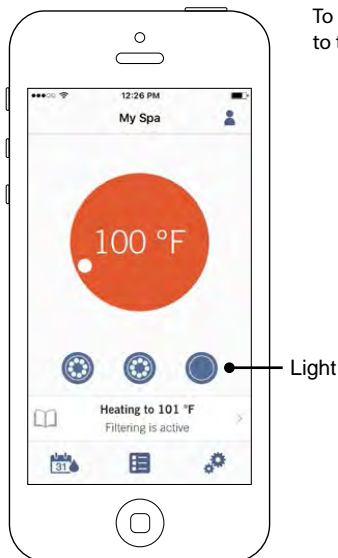 To
to t
12:26 PM
My Spa
100 °F
Light
Heating to 101 °F
Filtering is active
31